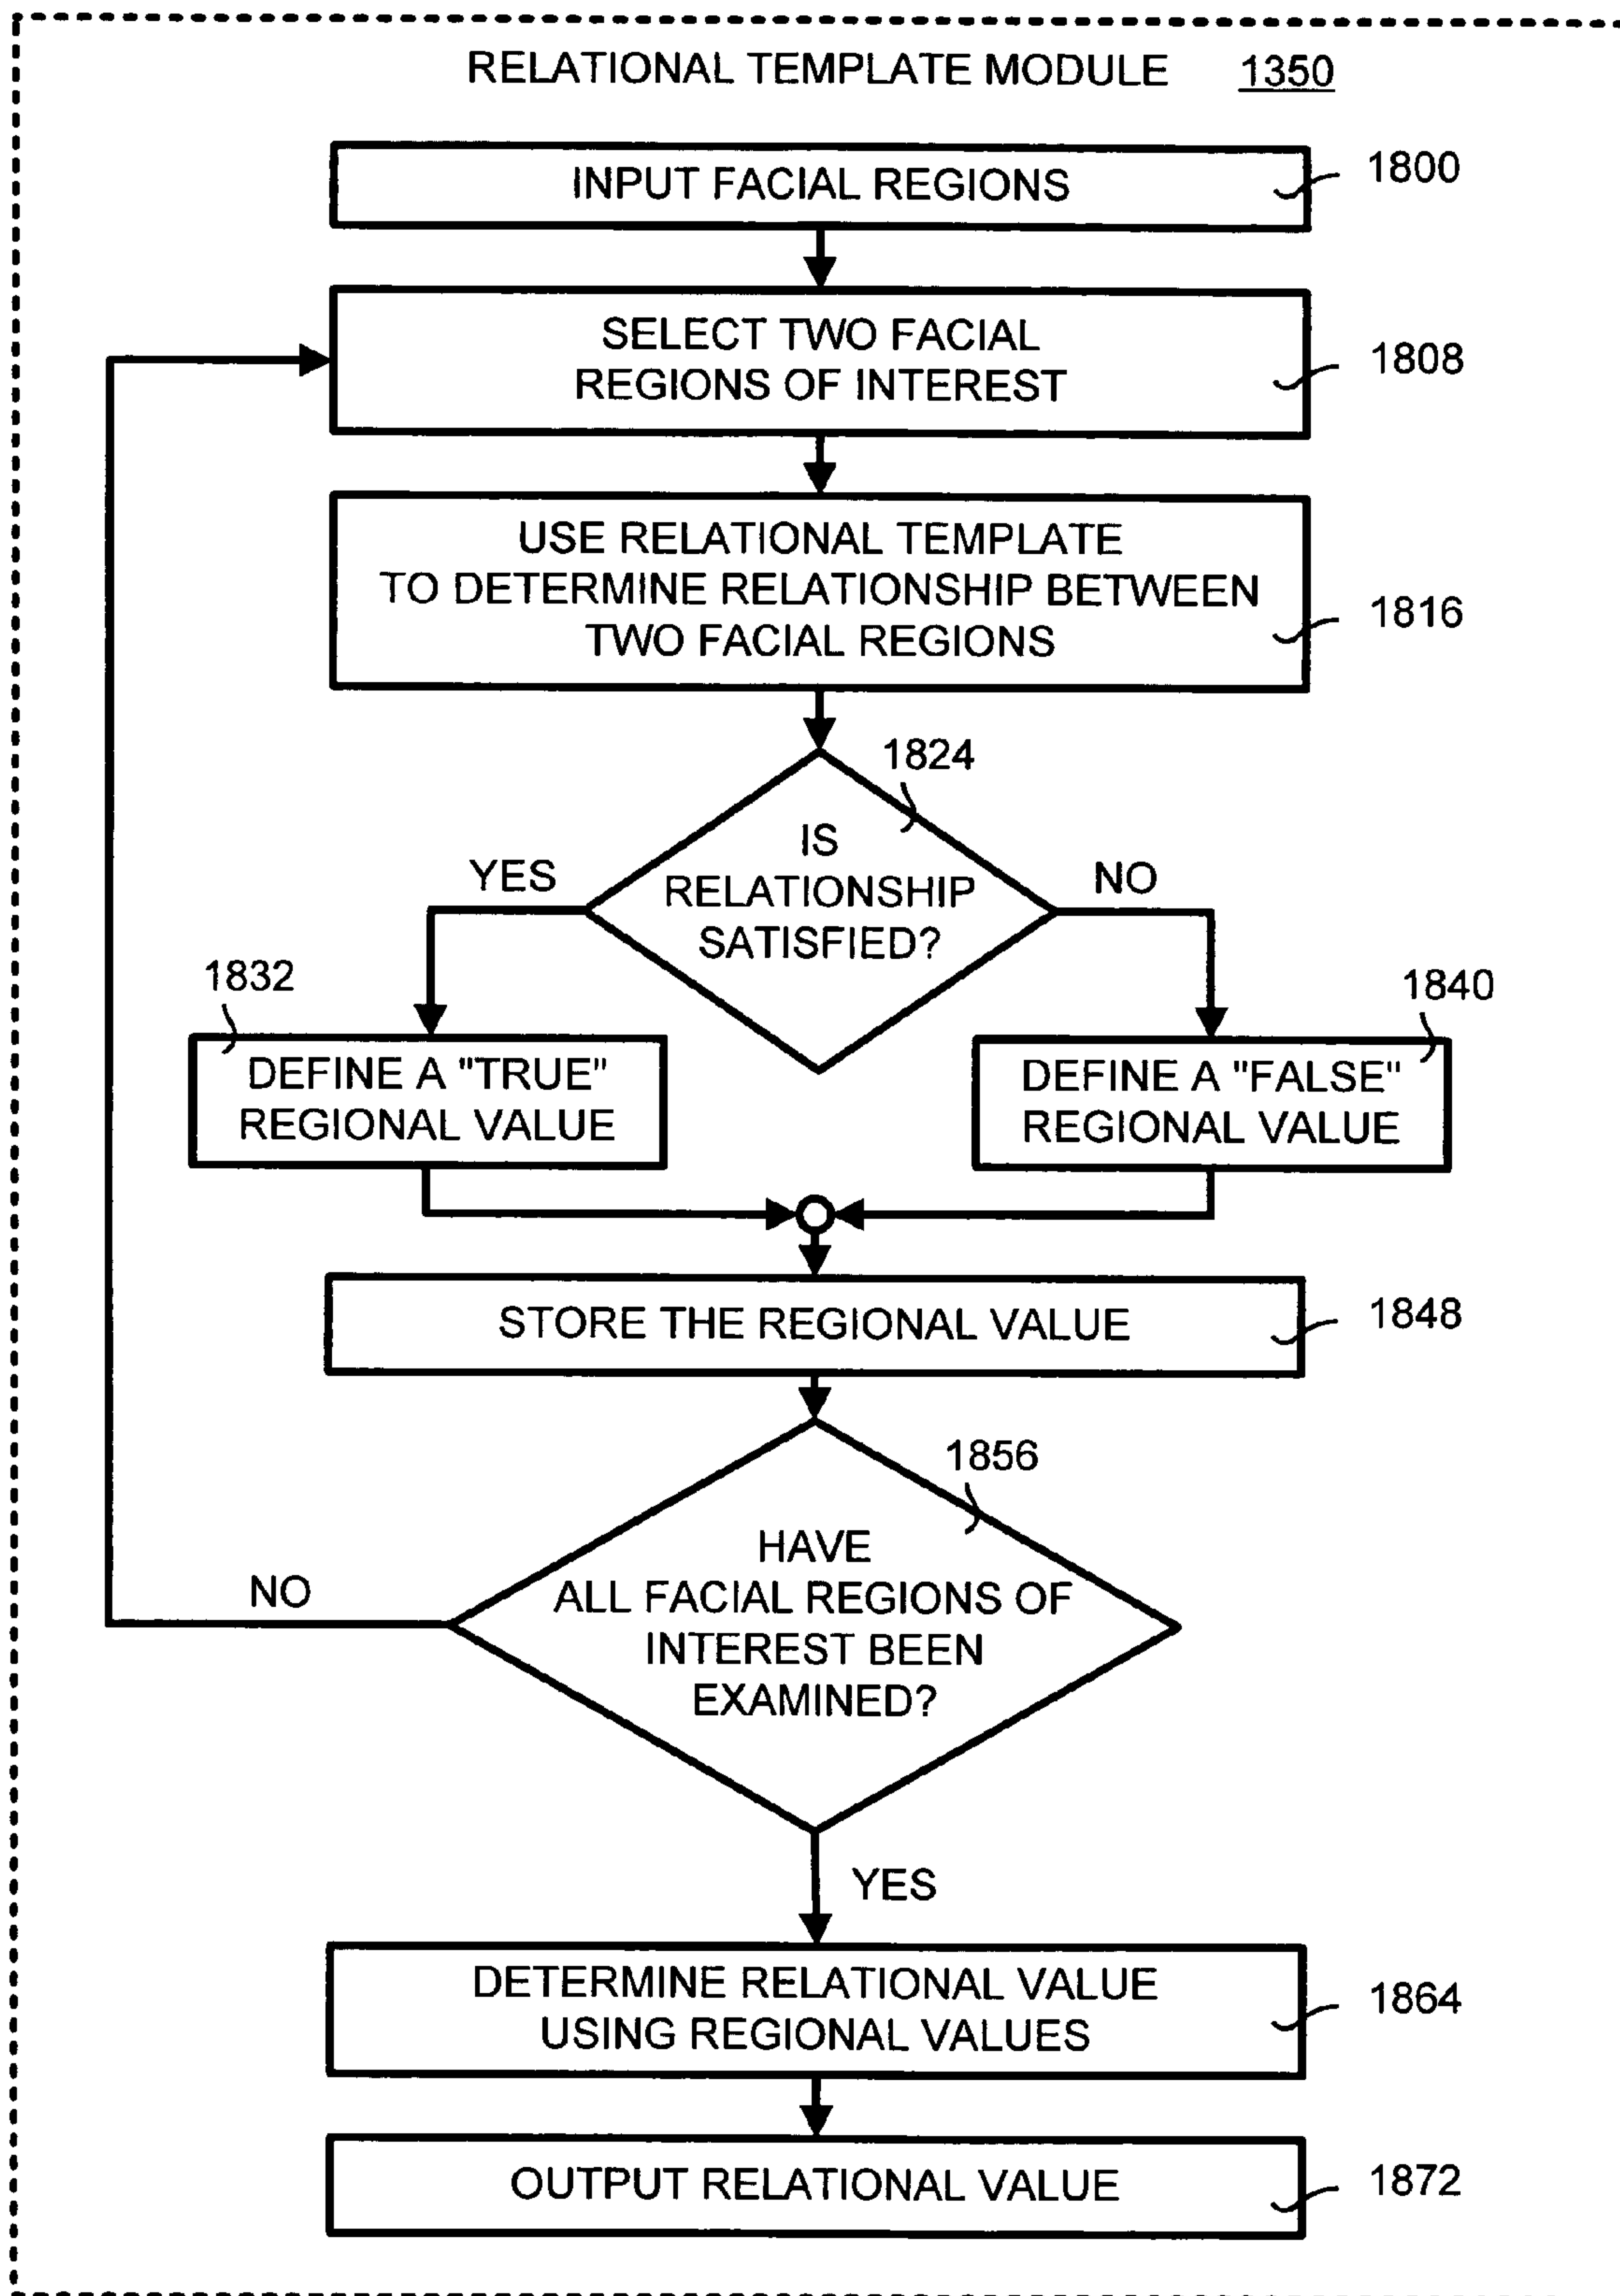 RELATIONAL TEMPLATE MODULE 1350
INPUT FACIAL REGIONS
1800
SELECT TWO FACIAL
REGIONS OF INTEREST
1808
USE RELATIONAL TEMPLATE
TO DETERMINE RELATIONSHIP BETWEEN
TWO FACIAL REGIONS
1816
1824
IS
RELATIONSHIP
SATISFIED?
YES
NO
1832
DEFINE A "TRUE"
REGIONAL VALUE
1840
DEFINE A "FALSE"
REGIONAL VALUE
STORE THE REGIONAL VALUE
1848
1856
HAVE
ALL FACIAL REGIONS OF
INTEREST BEEN
EXAMINED?
NO
YES
DETERMINE RELATIONAL VALUE
USING REGIONAL VALUES
1864
OUTPUT RELATIONAL VALUE
1872